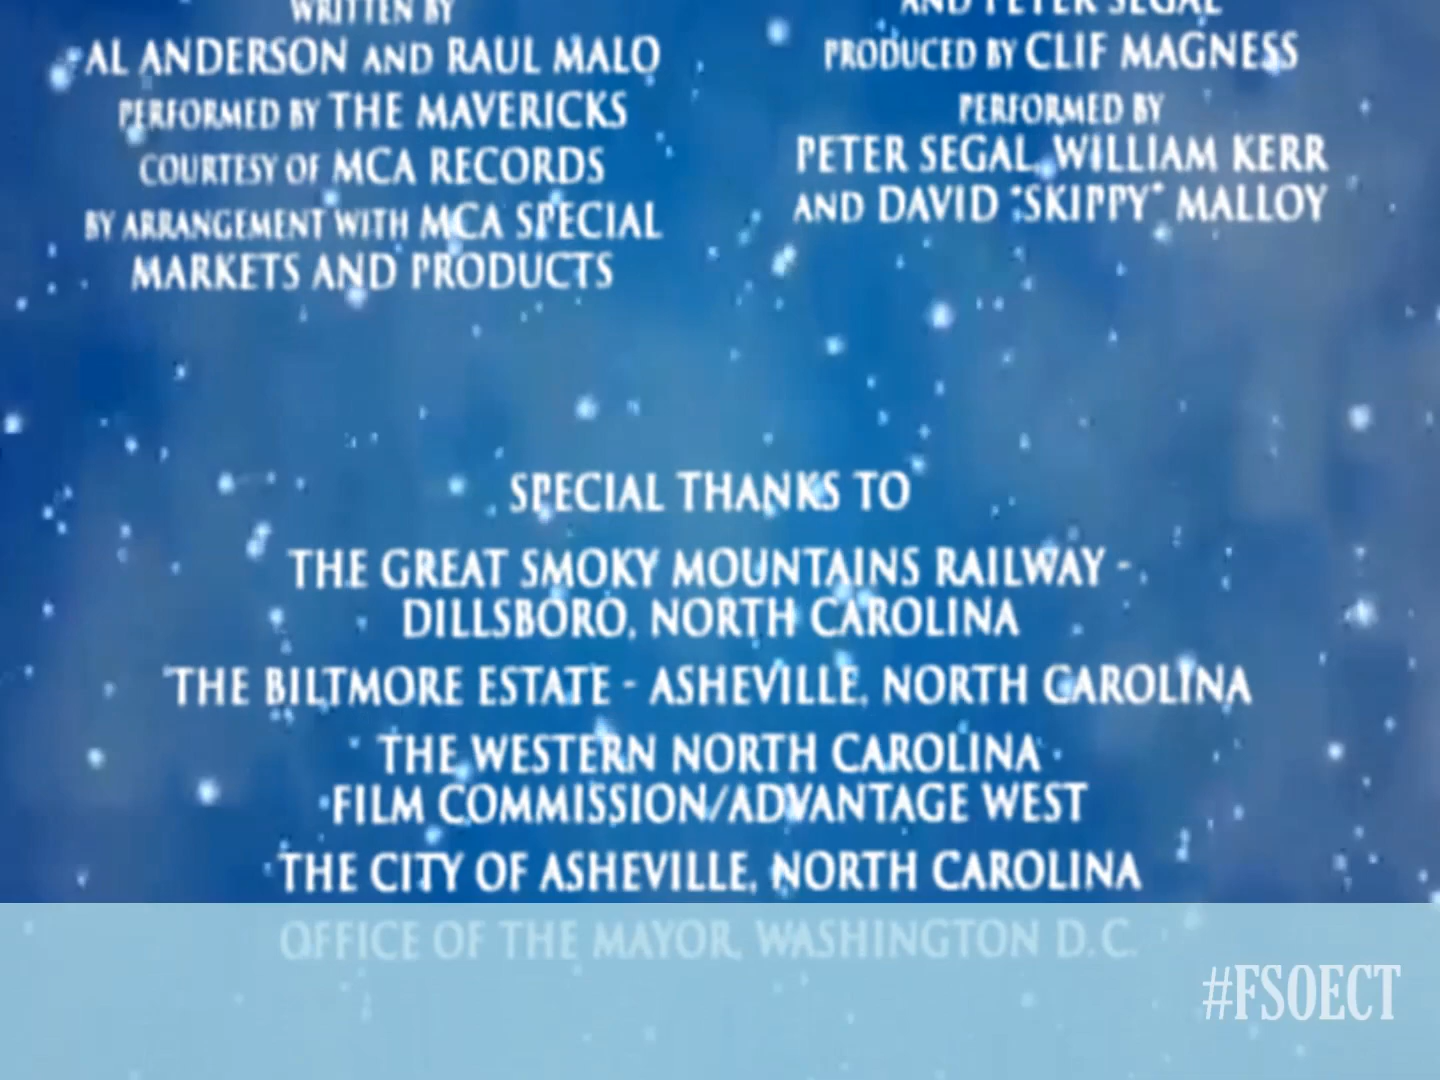 WRITTEN BY
AL ANDERSON AND RAUL MALO
PERFORMED BY THE MAVERICKS
COURTESY OF MCA RECORDS
BY ARRANGEMENT WITH MCA SPECIAL
MARKETS AND PRODUCTS
AND PETER SEGAL
PRODUCED BY CLIF MAGNESS
PERFORMED BY
PETER SEGAL, WILLIAM KERR
AND DAVID "SKIPPY" MALLOY
SPECIAL THANKS TO
THE GREAT SMOKY MOUNTAINS RAILWAY -
DILLSBORO, NORTH CAROLINA
THE BILTMORE ESTATE - ASHEVILLE, NORTH CAROLINA
THE WESTERN NORTH CAROLINA
FILM COMMISSION/ADVANTAGE WEST
THE CITY OF ASHEVILLE, NORTH CAROLINA
OFFICE OF THE MAYOR, WASHINGTON D.C.
#FSOECT